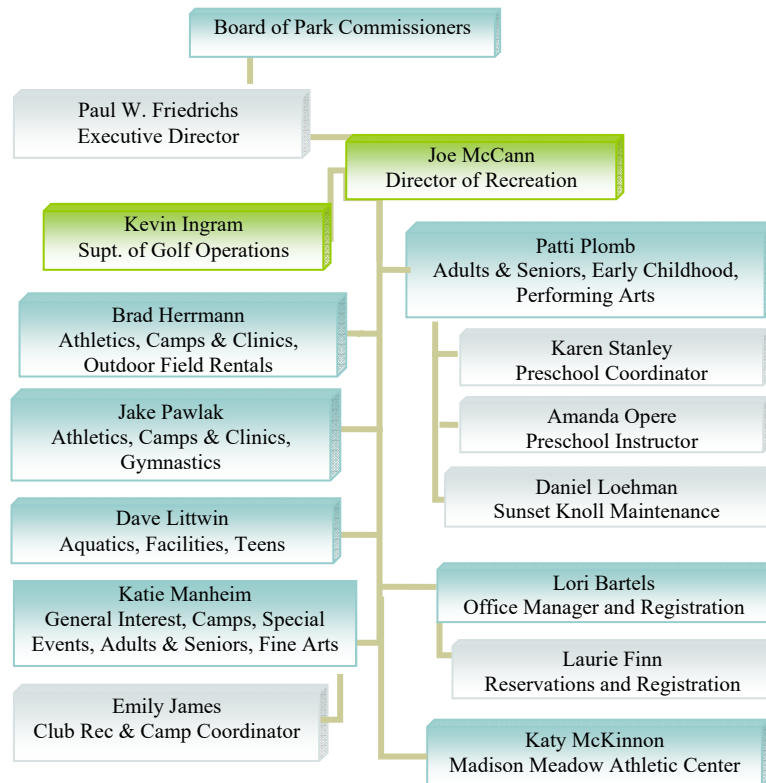 Board of Park Commissioners
Paul W. Friedrichs
Executive Director
Joe McCann
Director of Recreation
Kevin Ingram
Supt. of Golf Operations
Patti Plomb
Adults & Seniors, Early Childhood,
Performing Arts
Brad Herrmann
Athletics, Camps & Clinics,
Outdoor Field Rentals
Karen Stanley
Preschool Coordinator
Jake Pawlak
Athletics, Camps & Clinics,
Gymnastics
Amanda Opere
Preschool Instructor
Daniel Loehman
Sunset Knoll Maintenance
Dave Littwin
Aquatics, Facilities, Teens
Katie Manheim
General Interest, Camps, Special
Events, Adults & Seniors, Fine Arts
Lori Bartels
Office Manager and Registration
Laurie Finn
Reservations and Registration
Emily James
Club Rec & Camp Coordinator
Katy McKinnon
Madison Meadow Athletic Center